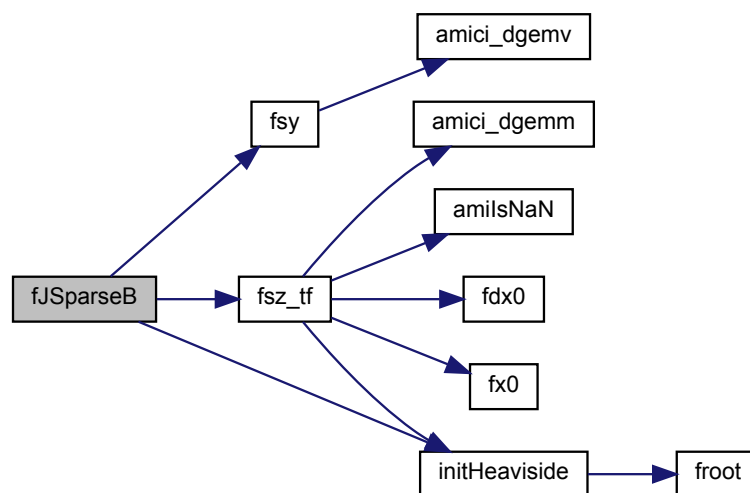 amici_dgemv
fsy
amici_dgemm
amiIsNaN
fJSparseB
fsz_tf
fdx0
fx0
initHeaviside
froot